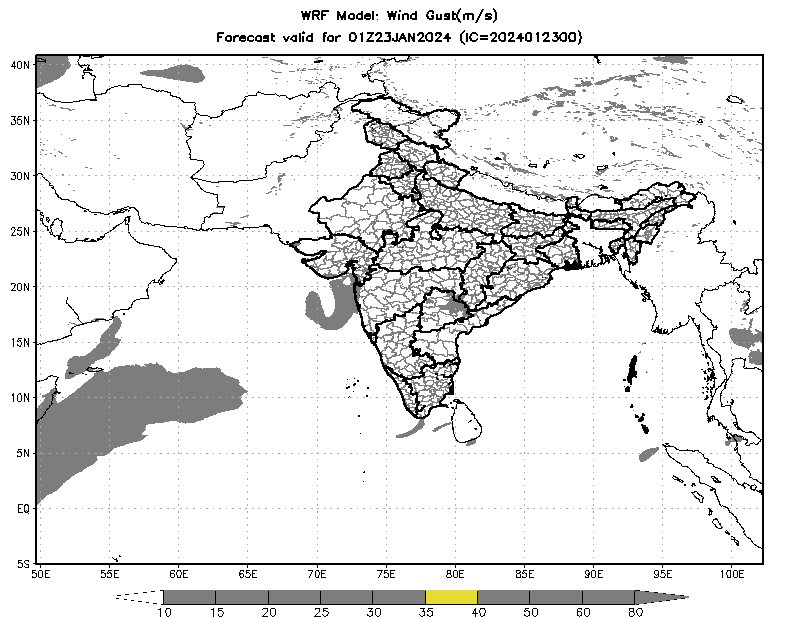 WRF Model: Wind Gust(m/s)
Forecast valid for 01Z23JAN2024 (IC=2024012300)
40N
35N
30N
25N
20N
15N
10N
5N
EQ
5S
50E 55E 60E 65E 70E 75E 80E 85E 90E 95E 100E
10 15 20 25 30 35 40 50 60 80